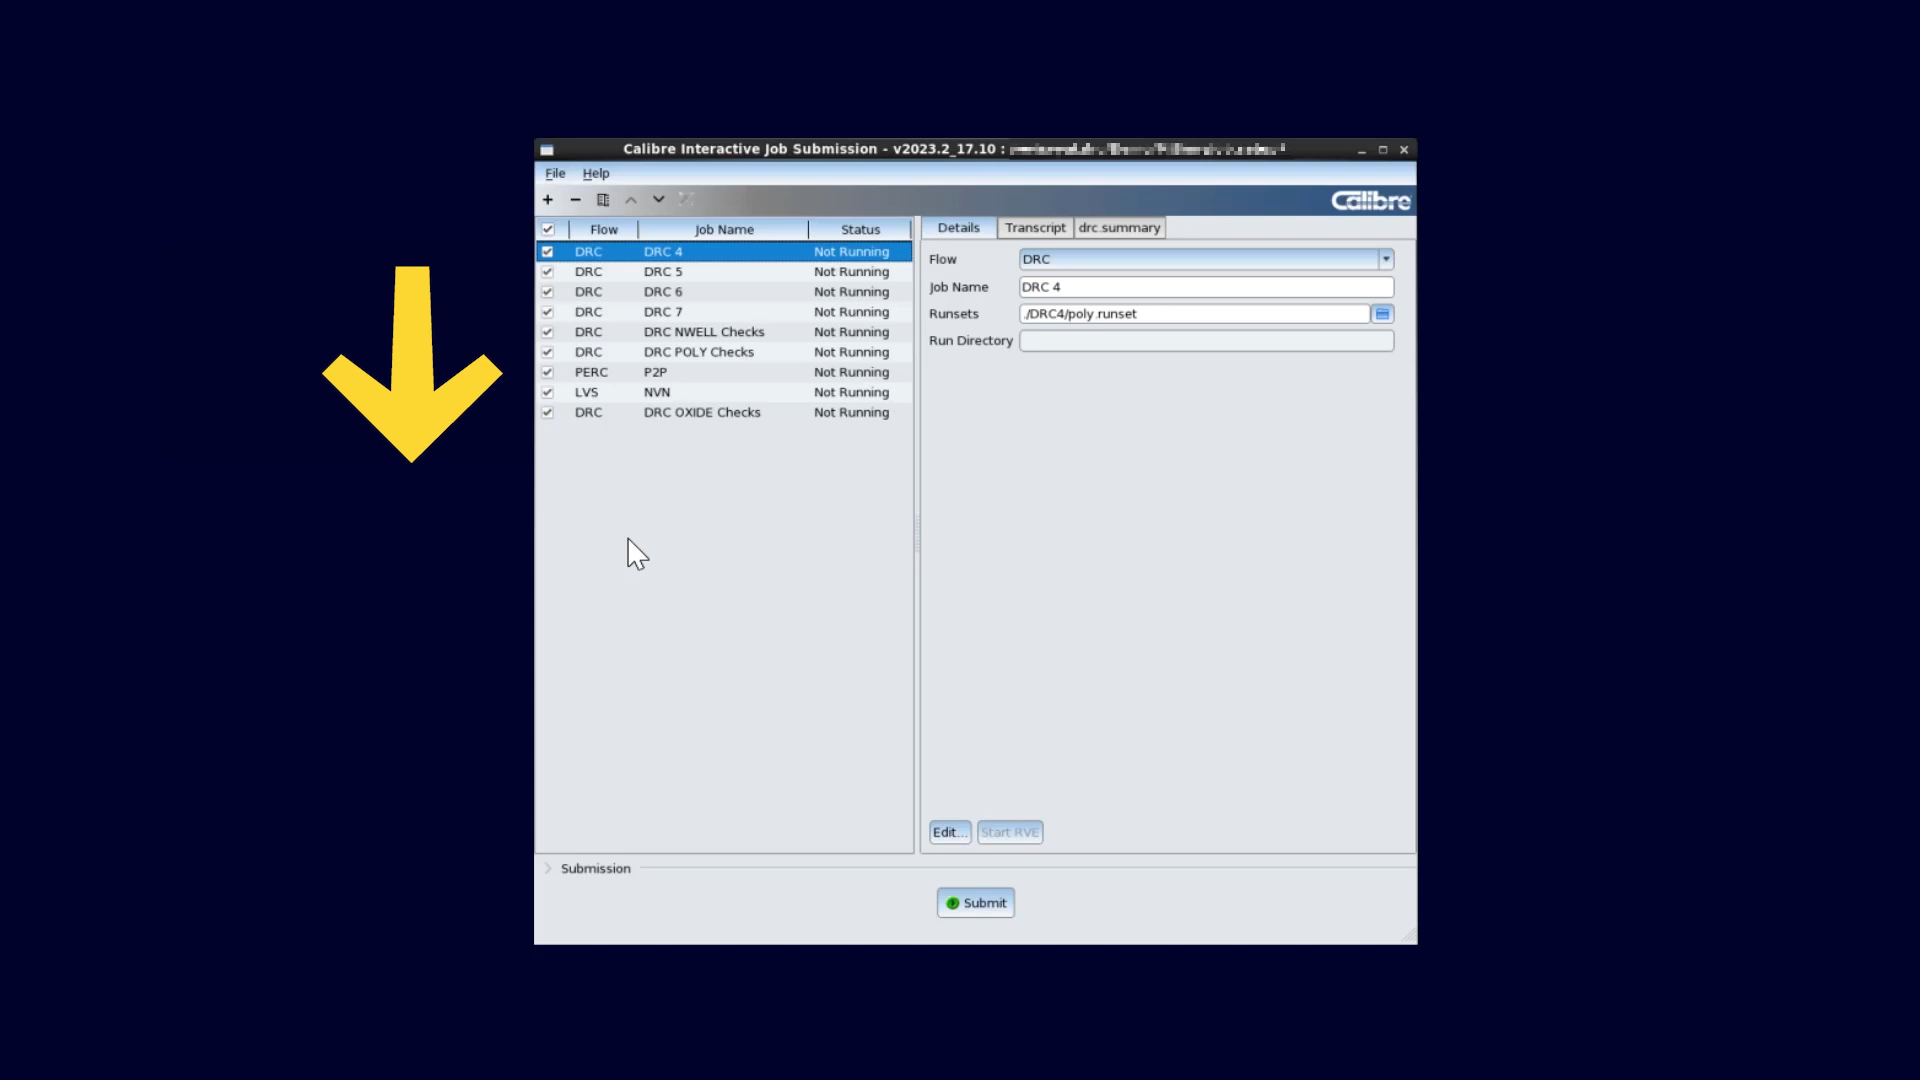 Calibre Interactive Job Submission - v2023.2_17.10 :
File Help
Calibre
Flow Job Name Status
DRC DRC 4 Not Running
DRC DRC 5 Not Running
DRC DRC 6 Not Running
DRC DRC 7 Not Running
DRC DRC NWELL Checks Not Running
DRC DRC POLY Checks Not Running
PERC P2P Not Running
LVS NVN Not Running
DRC DRC OXIDE Checks Not Running
Details Transcript drc.summary
Flow DRC
Job Name DRC 4
Runsets ./DRC4/poly.runset
Run Directory
Edit... Start RVE
Submission
Submit